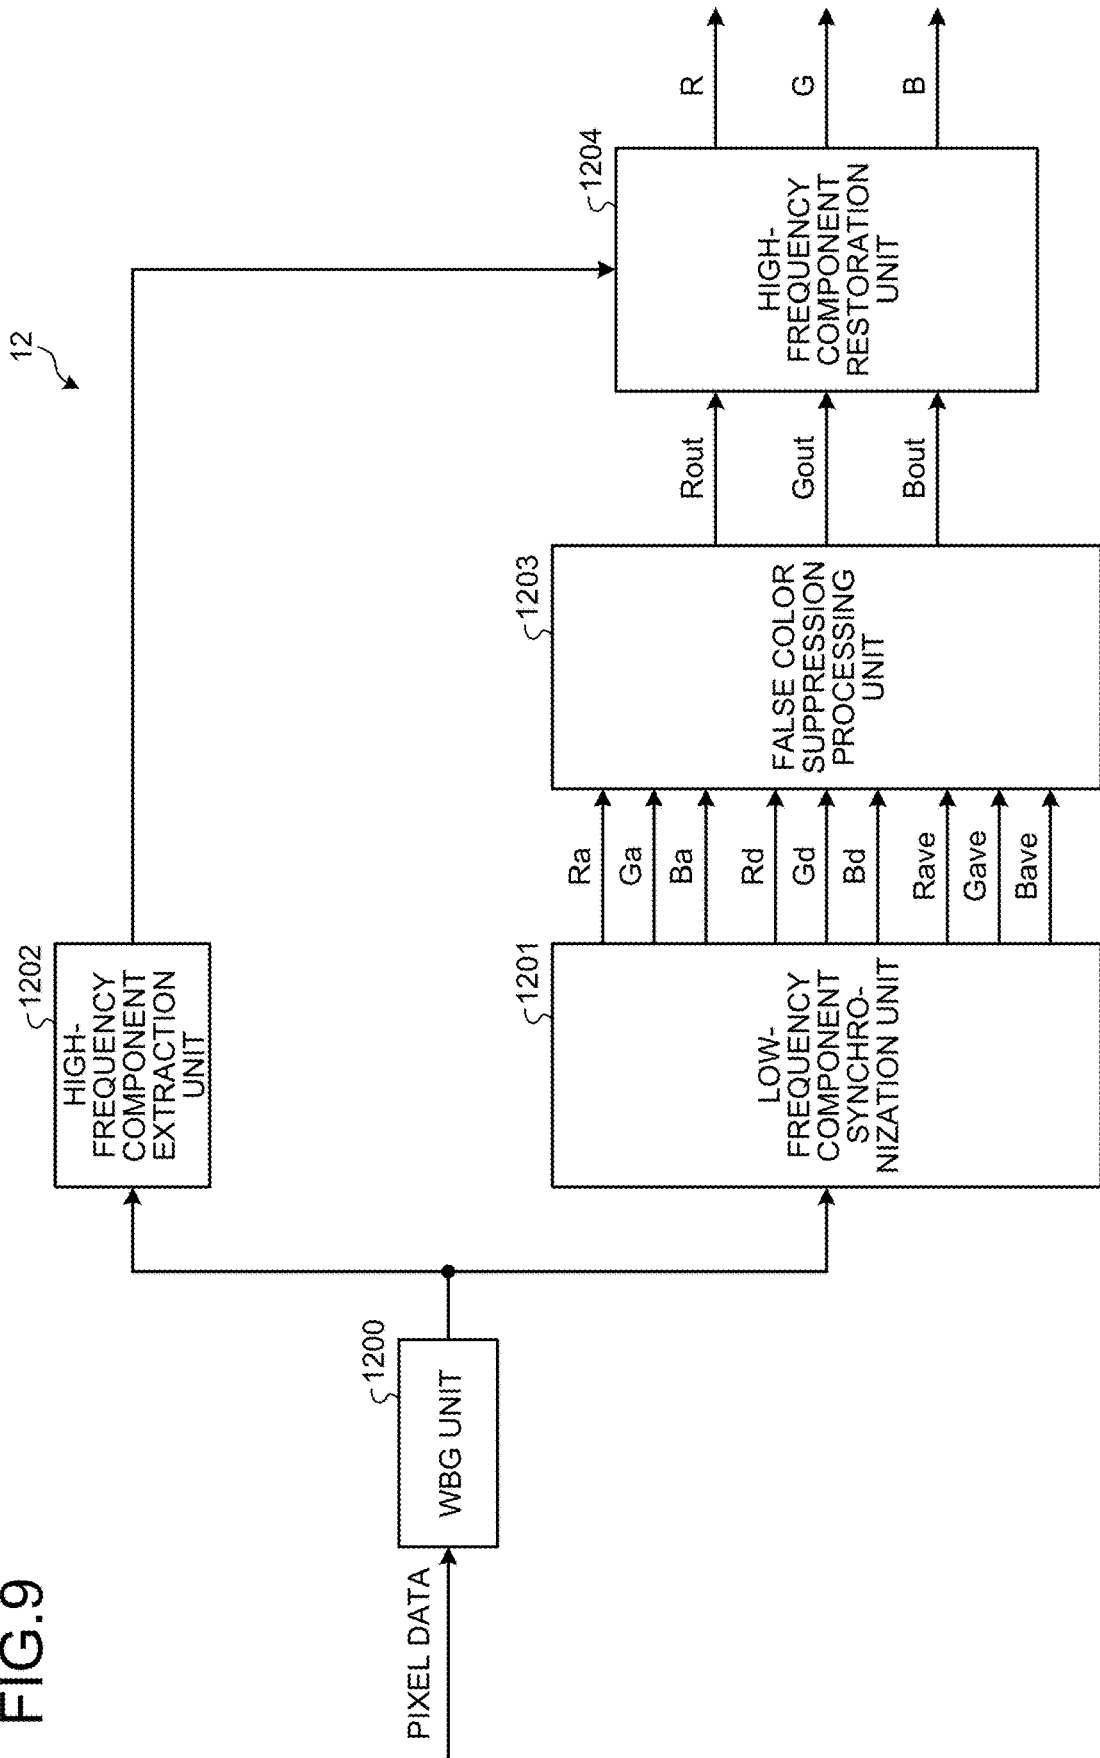 FIG.9
12
PIXEL DATA
1200
WBG UNIT
1202
HIGH-
FREQUENCY
COMPONENT
EXTRACTION
UNIT
1201
LOW-
FREQUENCY
COMPONENT
SYNCHRO-
NIZATION UNIT
Ra
Ga
Ba
Rd
Gd
Bd
Rave
Gave
Bave
1203
FALSE COLOR
SUPPRESSION
PROCESSING
UNIT
Rout
Gout
Bout
1204
HIGH-
FREQUENCY
COMPONENT
RESTORATION
UNIT
R
G
B